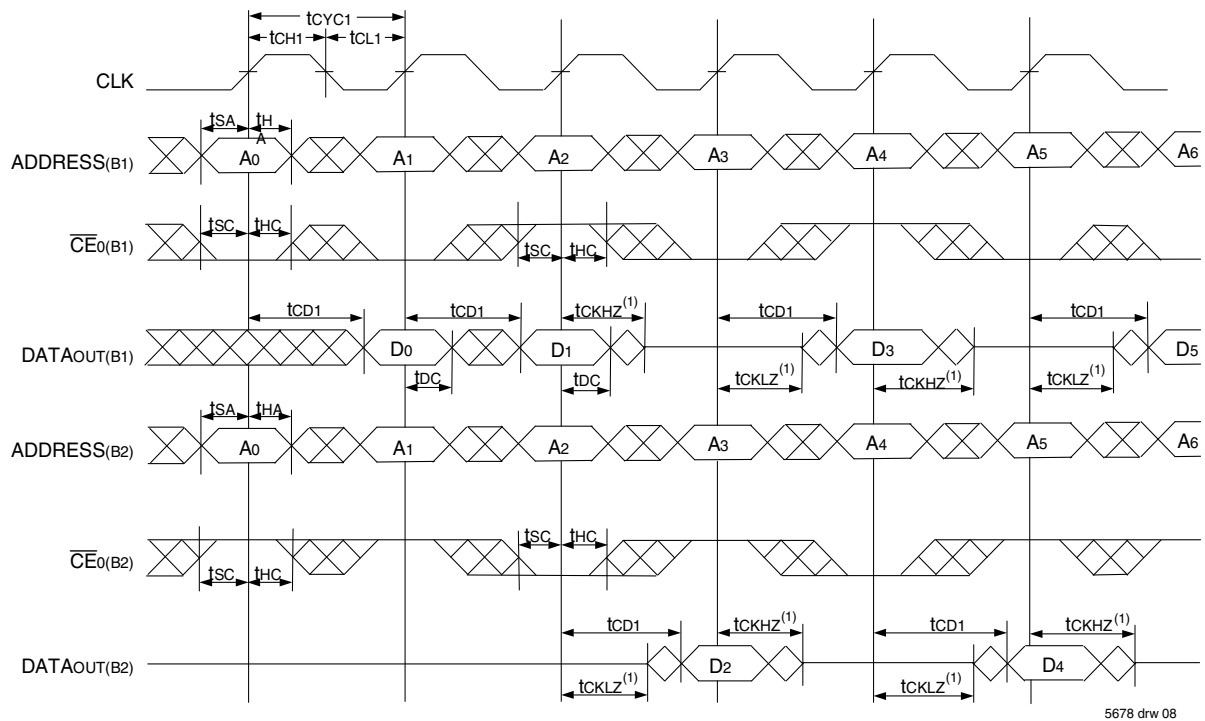 tCYC1
tCH1 tCL1
CLK
tSA tH
A
ADDRESS(B1) A0 A1 A2 A3 A4 A5 A6
tSC tHC
CE0(B1)
tSC tHC
tCD1 tCD1 tCKHZ(1) tCD1 tCD1
DATAOUT(B1) D0 D1 D3 D5
tDC tDC tCKLZ(1) tCKHZ(1) tCKLZ(1)
tSA tHA
ADDRESS(B2) A0 A1 A2 A3 A4 A5 A6
tSC tHC
CE0(B2)
tSC tHC
tCD1 tCKHZ(1) tCD1 tCKHZ(1)
DATAOUT(B2) D2 D4
tCKLZ(1) tCKLZ(1)
5678 drw 08